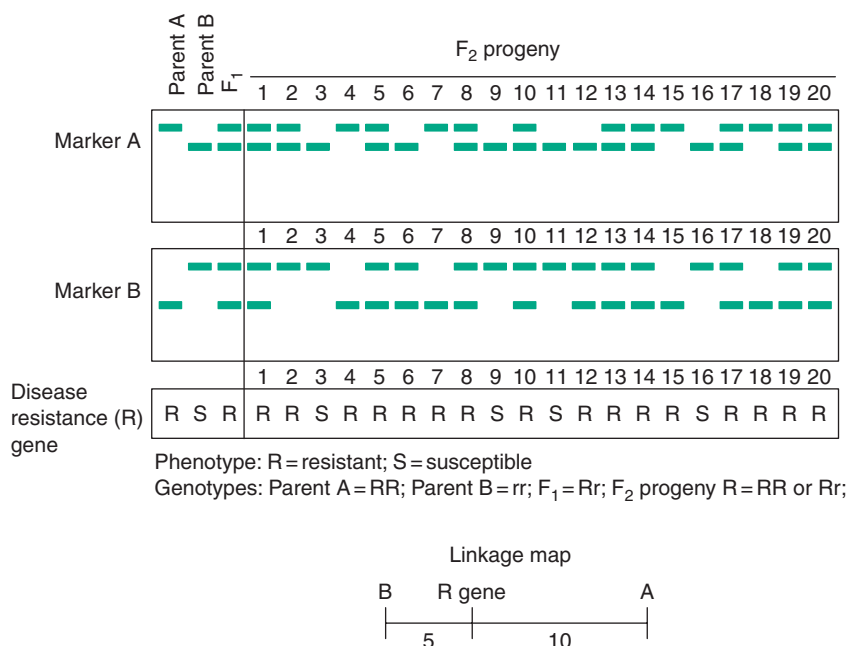 Parent A
Parent B
F1
F2 progeny
1 2 3 4 5 6 7 8 9 10 11 12 13 14 15 16 17 18 19 20
Marker A
1 2 3 4 5 6 7 8 9 10 11 12 13 14 15 16 17 18 19 20
Marker B
1 2 3 4 5 6 7 8 9 10 11 12 13 14 15 16 17 18 19 20
Disease
resistance (R)
gene
R S R R R S R R R R R S R S R R R R S R R R R
Phenotype: R = resistant; S = susceptible
Genotypes: Parent A = RR; Parent B = rr; F1 = Rr; F2 progeny R = RR or Rr;
Linkage map
B R gene A
5 10